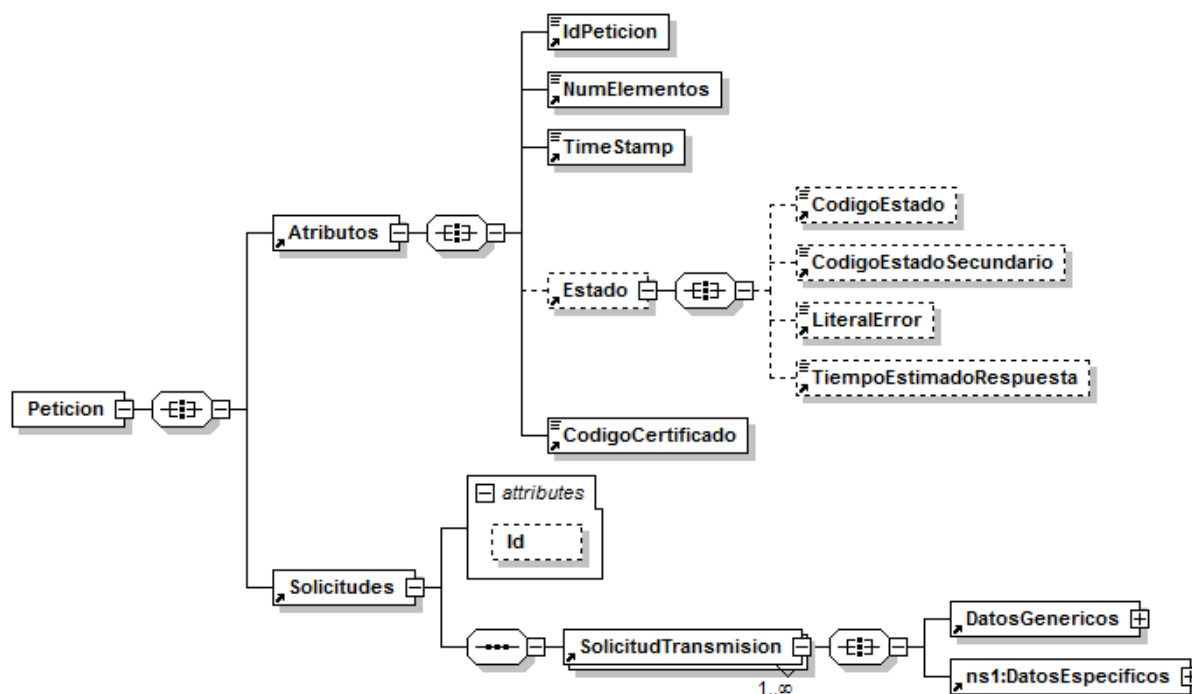 IdPeticion
NumElementos
TimeStamp
CodigoEstado
Atributos
CodigoEstadoSecundario
Estado
LiteralError
TiempoEstimadoRespuesta
Peticion
CodigoCertificado
attributes
Id
Solicitudes
DatosGenericos
SolicitudTransmision
1..∞
ns1:DatosEspecificos